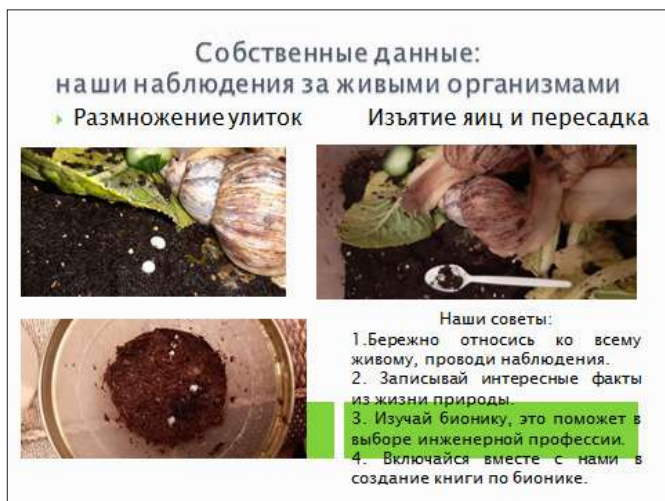 Собственные данные:
наши наблюдения за живыми организмами
Размножение улиток
Изъятие яиц и пересадка
Наши советы:
1.Бережно относись ко всему
живому, проводи наблюдения.
2. Записывай интересные факты
из жизни природы.
3. Изучай бионику, это поможет в
выборе инженерной профессии.
4. Включайся вместе с нами в
создание книги по бионике.